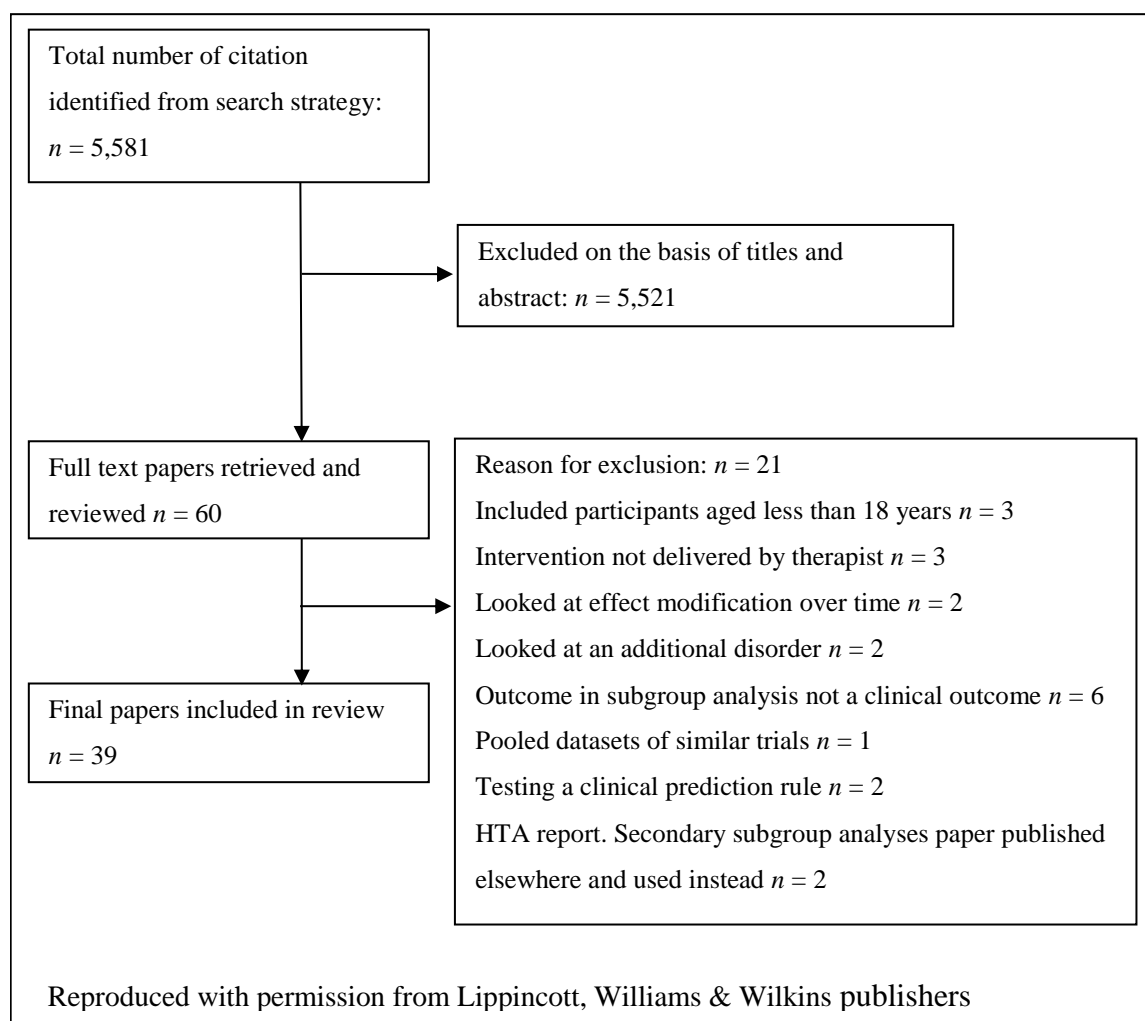 Total number of citation
identified from search strategy:
n = 5,581
Excluded on the basis of titles and
abstract: n = 5,521
Full text papers retrieved and
reviewed n = 60
Reason for exclusion: n = 21
Included participants aged less than 18 years n = 3
Intervention not delivered by therapist n = 3
Looked at effect modification over time n = 2
Looked at an additional disorder n = 2
Outcome in subgroup analysis not a clinical outcome n = 6
Pooled datasets of similar trials n = 1
Testing a clinical prediction rule n = 2
HTA report. Secondary subgroup analyses paper published
elsewhere and used instead n = 2
Final papers included in review
n = 39
Reproduced with permission from Lippincott, Williams & Wilkins publishers